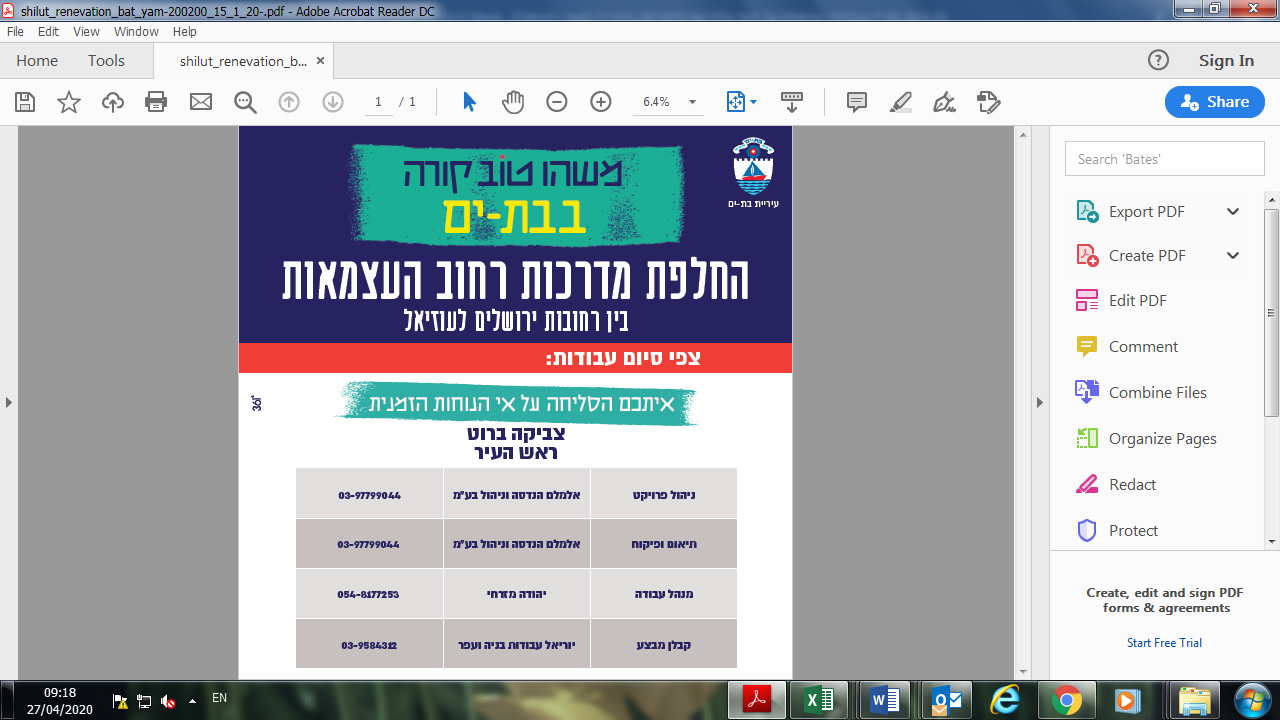 shilut_renevation_bat_yam-200200_15_1_20-.pdf - Adobe Acrobat Reader DC
File Edit View Window Help
Home Tools shilut_renevation_b... × Sign In
1 / 1 6.4% Share
משהו טוב קורה
בבת-ים
עיריית בת-ים
החלפת מדרכות רחוב העצמאות
בין רחובות ירושלים לעוזיאל
צפי סיום עבודות:
איתכם הסליחה על אי הנוחות הזמנית
צביקה ברוט
ראש העיר
ניהול פרויקט אלמלם הנדסה וניהול בע"מ 03-97799044
תיאום ופיקוח אלמלם הנדסה וניהול בע"מ 03-97799044
מנהל עבודה יהודה מזרחי 054-8177253
קבלן מבצע יוריאל עבודות בניה ועפר 03-9584312
Search 'Bates'
Export PDF
Create PDF
Edit PDF
Comment
Combine Files
Organize Pages
Redact
Protect
Create, edit and sign PDF
forms & agreements
Start Free Trial
09:18
27/04/2020
EN